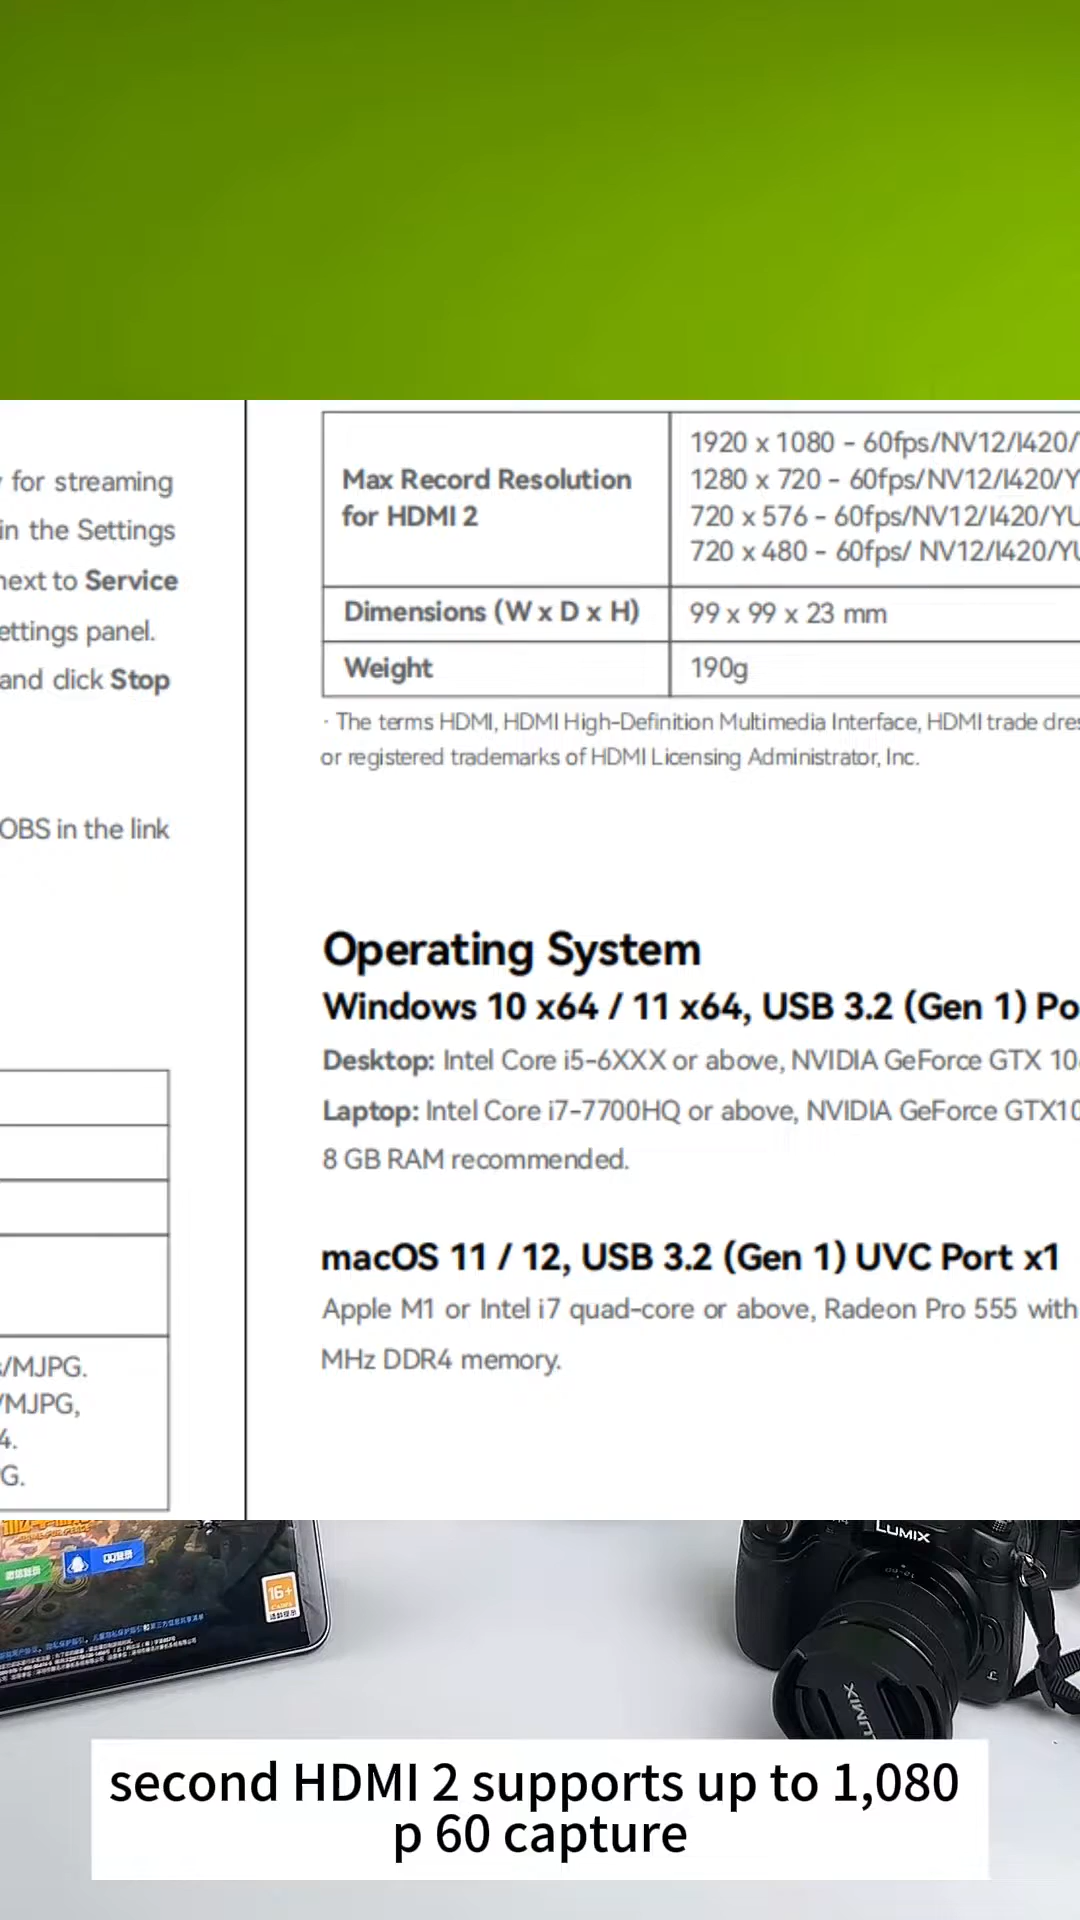 for streaming
in the Settings
next to Service
ettings panel.
and click Stop
OBS in the link
/MJPG.
/MJPG,
4.
G.
Max Record Resolution
for HDMI 2
1920 x 1080 - 60fps/NV12/I420/
1280 x 720 - 60fps/NV12/I420/Y
720 x 576 - 60fps/NV12/I420/YU
720 x 480 - 60fps/ NV12/I420/YU
Dimensions (W x D x H)
99 x 99 x 23 mm
Weight
190g
· The terms HDMI, HDMI High-Definition Multimedia Interface, HDMI trade dres
or registered trademarks of HDMI Licensing Administrator, Inc.
Operating System
Windows 10 x64 / 11 x64, USB 3.2 (Gen 1) Po
Desktop: Intel Core i5-6XXX or above, NVIDIA GeForce GTX 10
Laptop: Intel Core i7-7700HQ or above, NVIDIA GeForce GTX10
8 GB RAM recommended.
macOS 11 / 12, USB 3.2 (Gen 1) UVC Port x1
Apple M1 or Intel i7 quad-core or above, Radeon Pro 555 with
MHz DDR4 memory.
QQ登录
16+
LUMIX
LUMIX
second HDMI 2 supports up to 1,080
p 60 capture